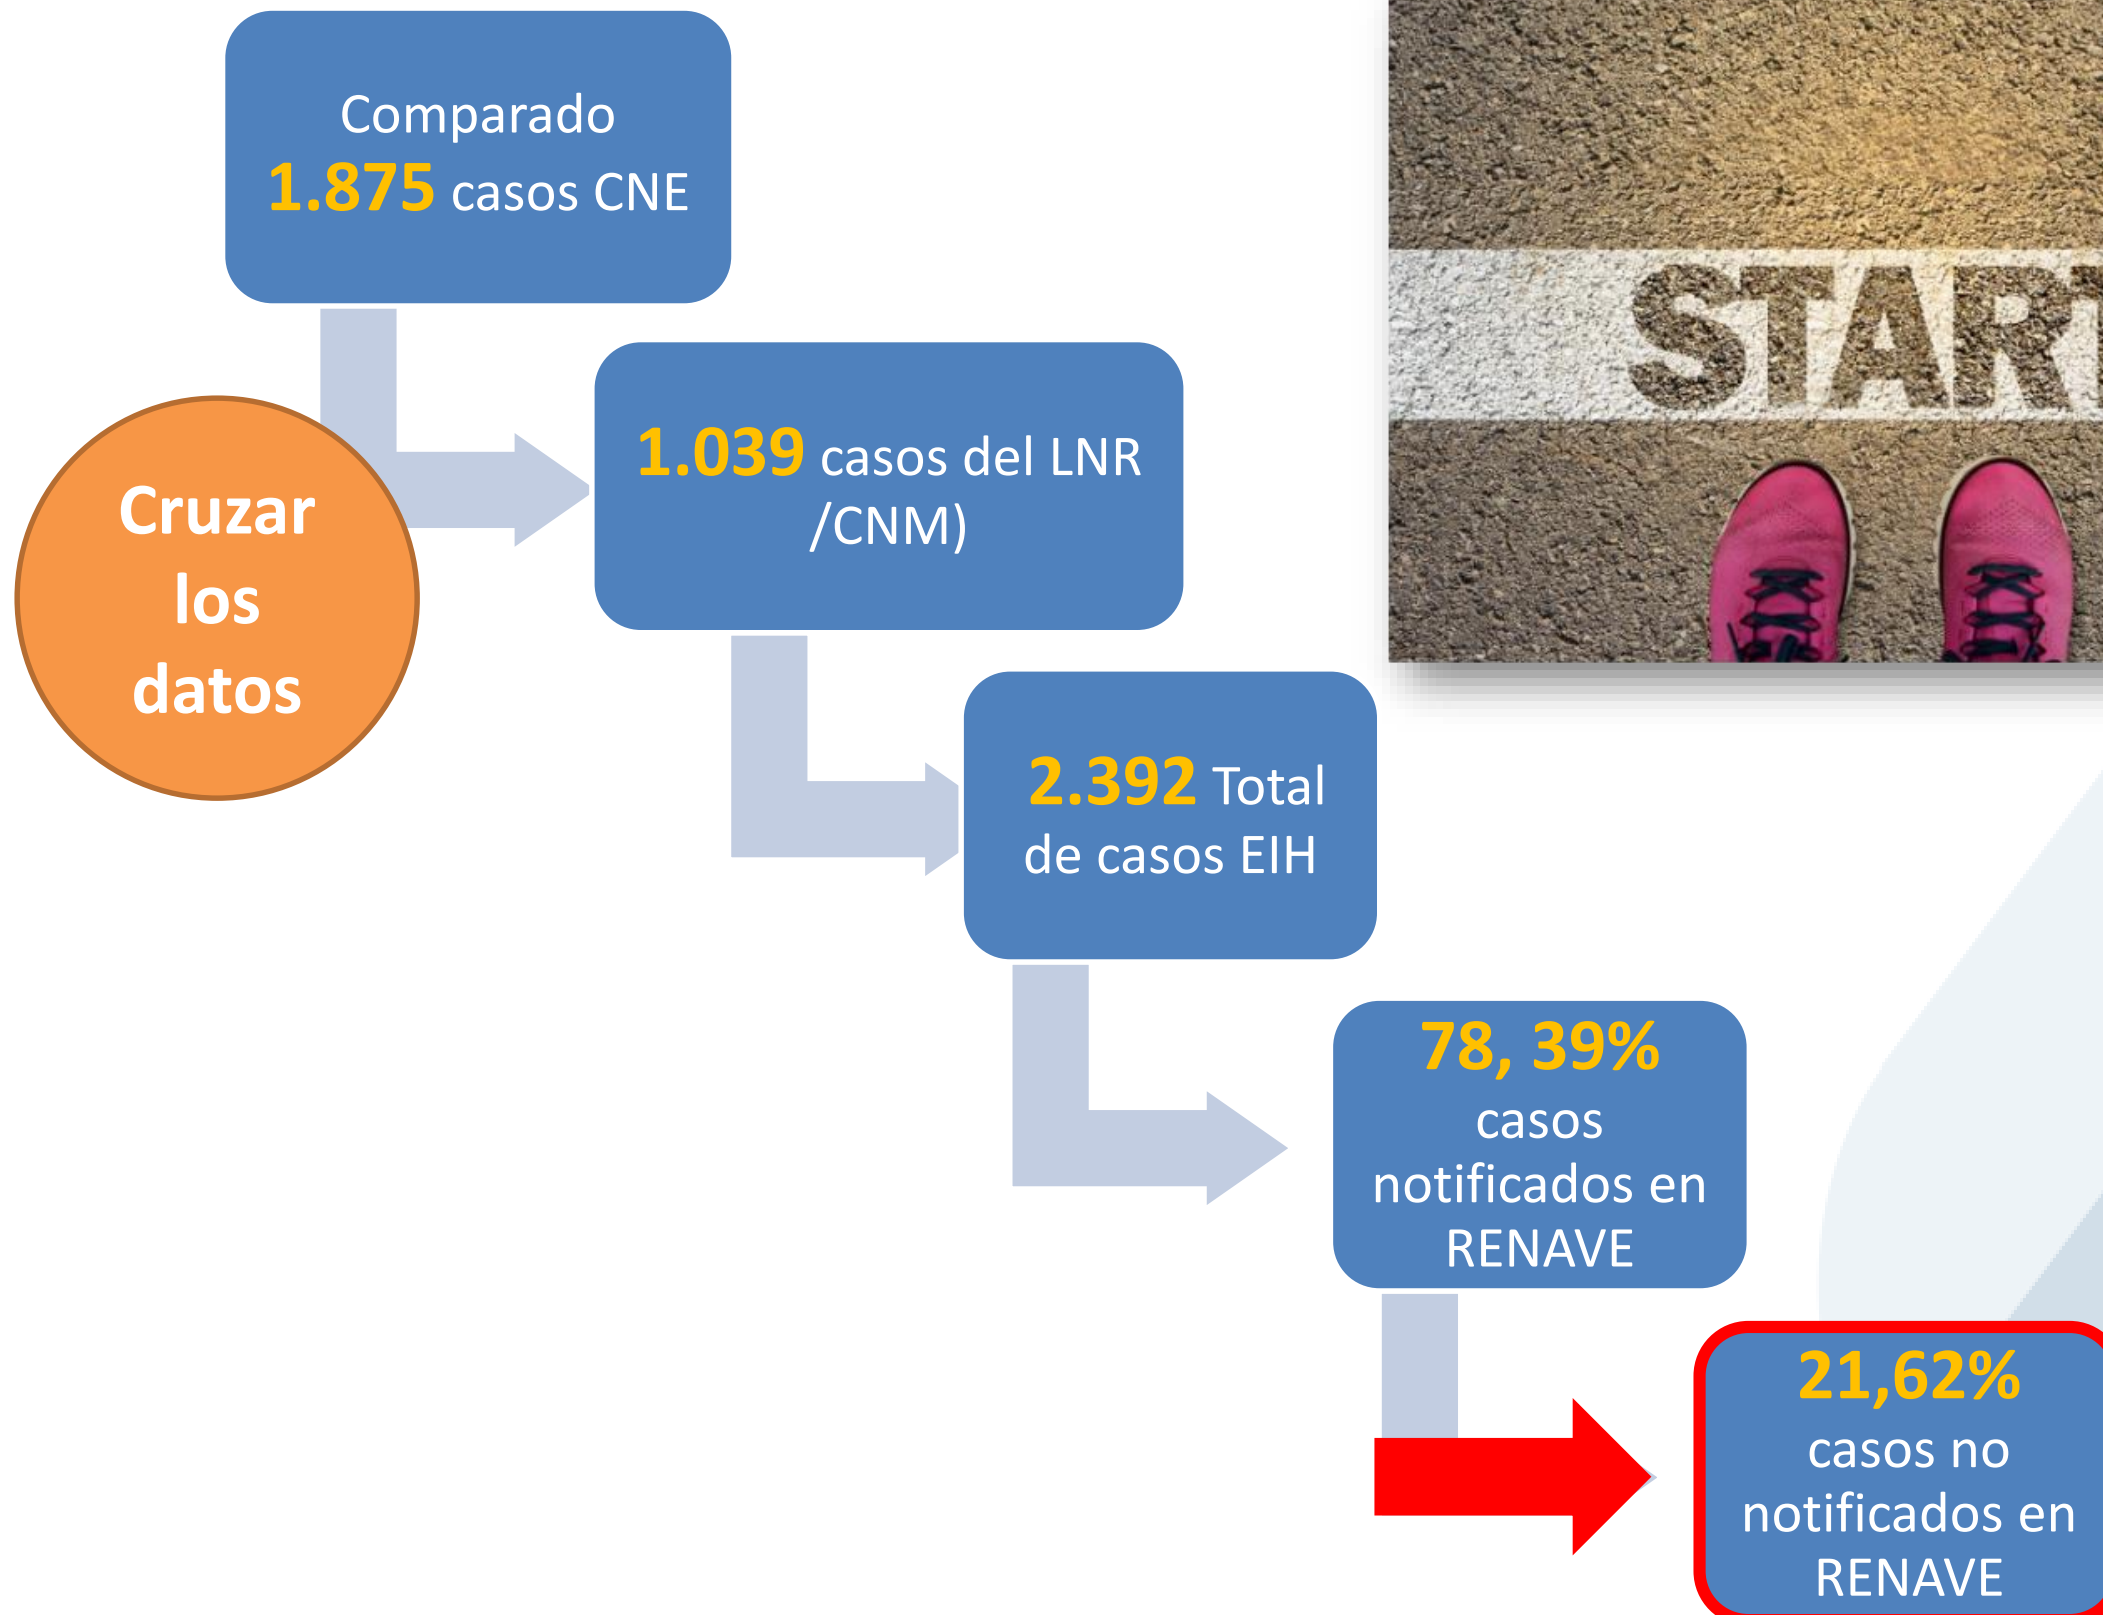 Comparado
1.875 casos CNE
START
1.039 casos del LNR
/CNM)
Cruzar
los
datos
2.392 Total
de casos EIH
78, 39%
casos
notificados en
RENAVE
21,62%
casos no
notificados en
RENAVE